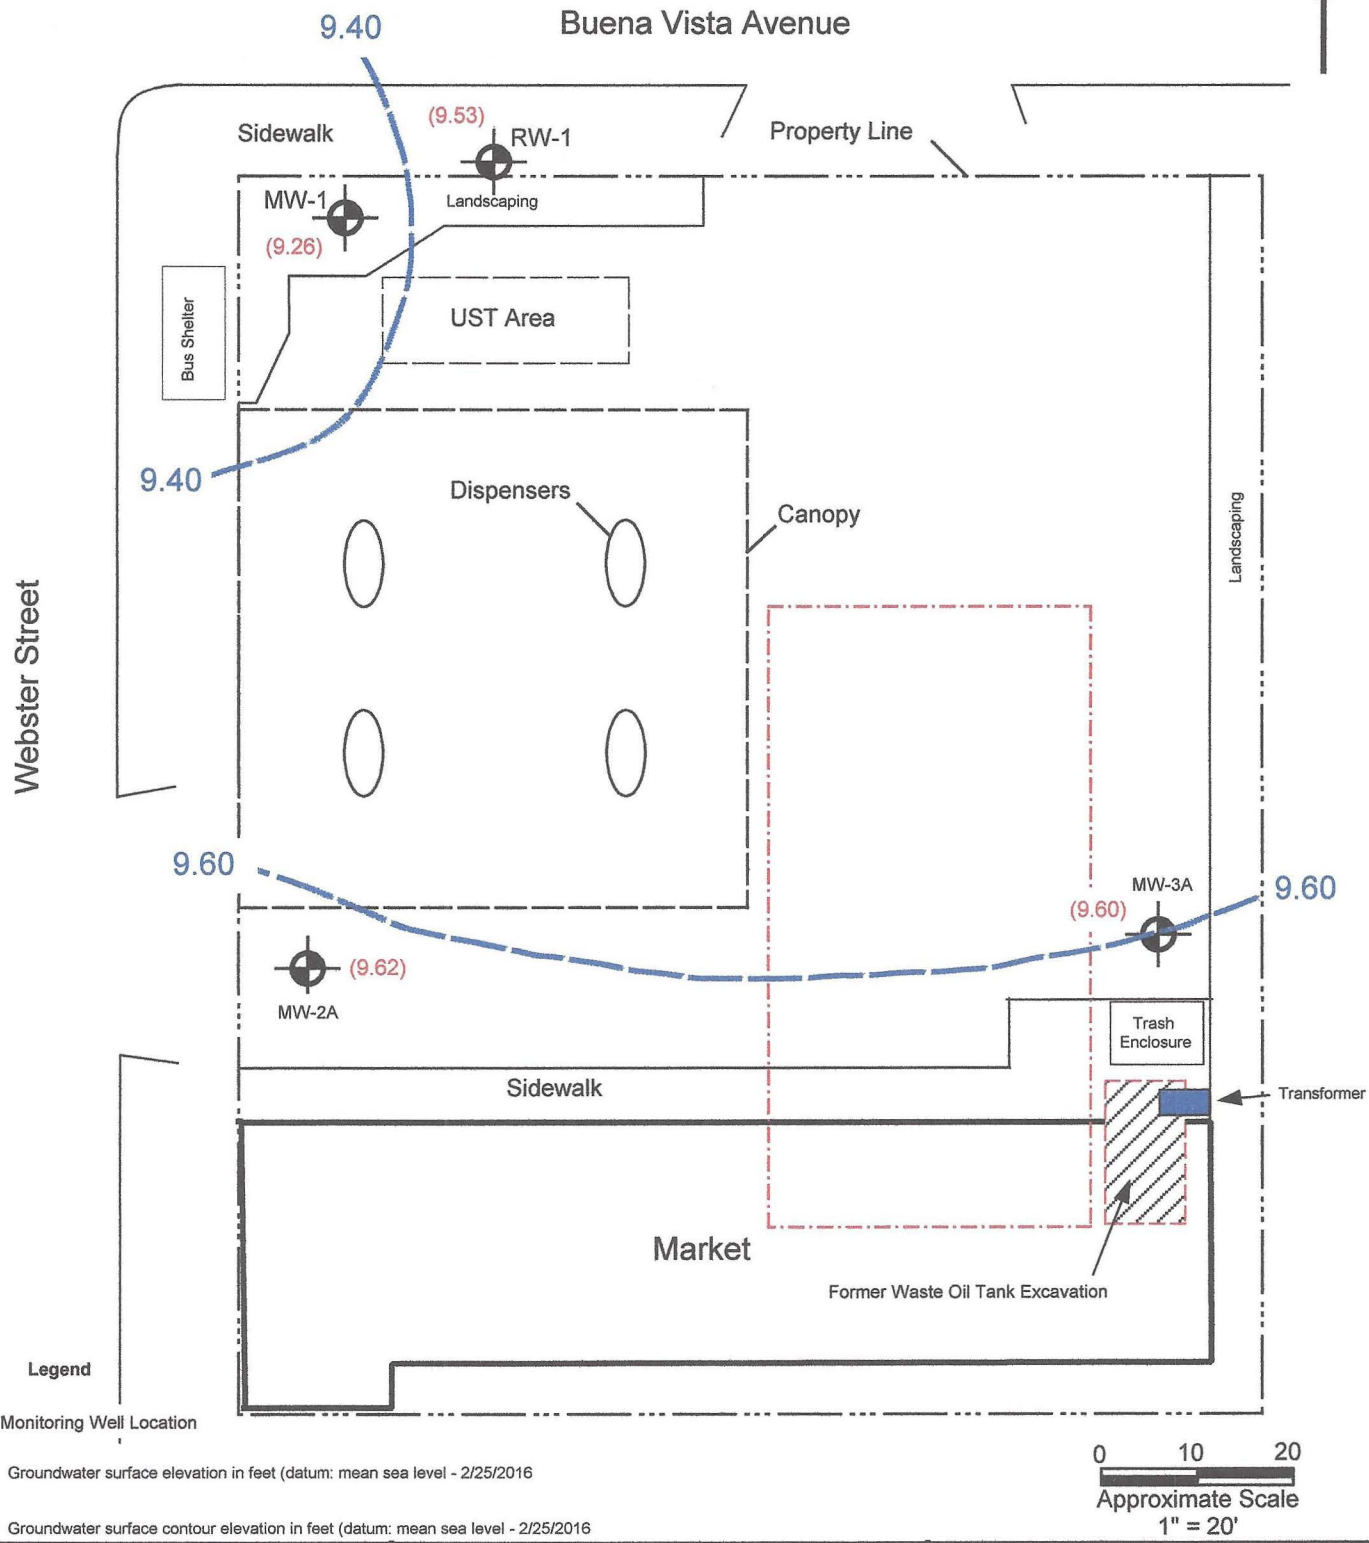 Buena Vista Avenue
9.40
(9.53)
Sidewalk
RW-1
Property Line
MW-1
Landscaping
(9.26)
Bus Shelter
UST Area
9.40
Dispensers
Canopy
Landscaping
Webster Street
9.60
MW-3A
9.60
(9.60)
(9.62)
MW-2A
Trash
Enclosure
Sidewalk
Transformer
Market
Former Waste Oil Tank Excavation
Legend
Monitoring Well Location
0 10 20
Groundwater surface elevation in feet (datum: mean sea level - 2/25/2016
Approximate Scale
1" = 20'
Groundwater surface contour elevation in feet (datum: mean sea level - 2/25/2016